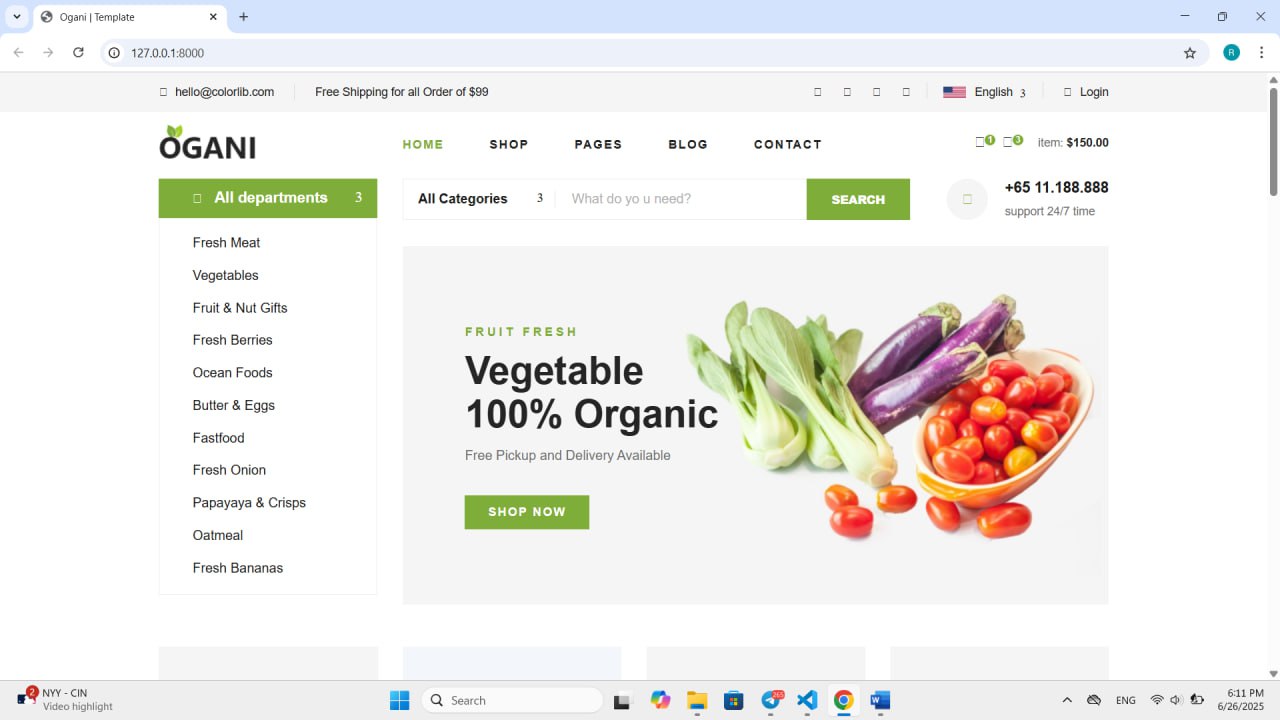 Ogani | Template
127.0.0.1:8000
hello@colorlib.com
Free Shipping for all Order of $99
English 3
Login
OGANI
HOME SHOP PAGES BLOG CONTACT
1 3 item: $150.00
All departments 3
All Categories 3 What do yo u need? SEARCH
+65 11.188.888
support 24/7 time
Fresh Meat
Vegetables
Fruit & Nut Gifts
Fresh Berries
Ocean Foods
Butter & Eggs
Fastfood
Fresh Onion
Papayaya & Crisps
Oatmeal
Fresh Bananas
FRUIT FRESH
Vegetable
100% Organic
Free Pickup and Delivery Available
SHOP NOW
2
NYY - CIN
Video highlight
Search
265
ENG
6:11 PM
6/26/2025
R
W